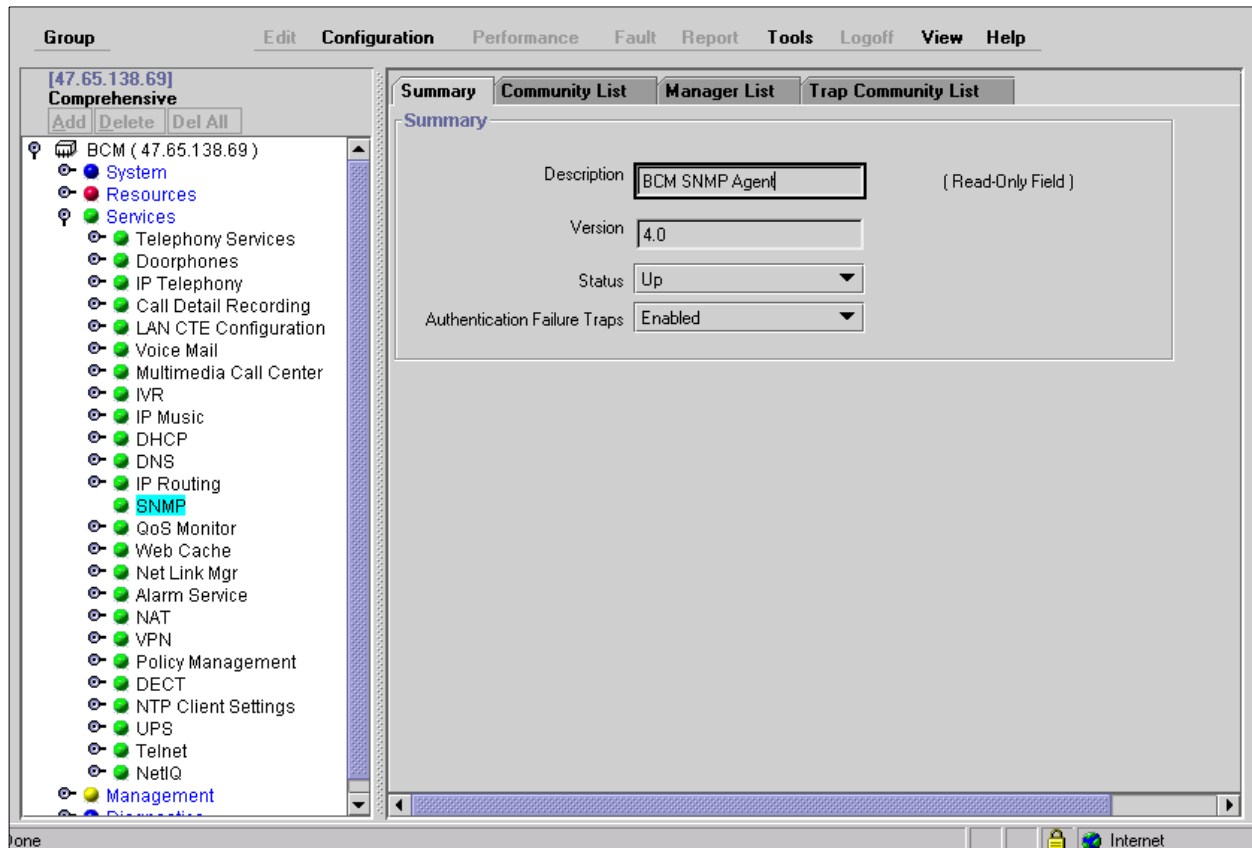 Group Edit Configuration Performance Fault Report Tools Logoff View Help
[47.65.138.69]
Comprehensive
Add Delete Del All
BCM ( 47.65.138.69 )
System
Resources
Services
Telephony Services
Doorphones
IP Telephony
Call Detail Recording
LAN CTE Configuration
Voice Mail
Multimedia Call Center
IVR
IP Music
DHCP
DNS
IP Routing
SNMP
QoS Monitor
Web Cache
Net Link Mgr
Alarm Service
NAT
VPN
Policy Management
DECT
NTP Client Settings
UPS
Telnet
NetIQ
Management
Diagnostics
Summary Community List Manager List Trap Community List
Summary
Description BCM SNMP Agent ( Read-Only Field )
Version 4.0
Status Up
Authentication Failure Traps Enabled
Done Internet